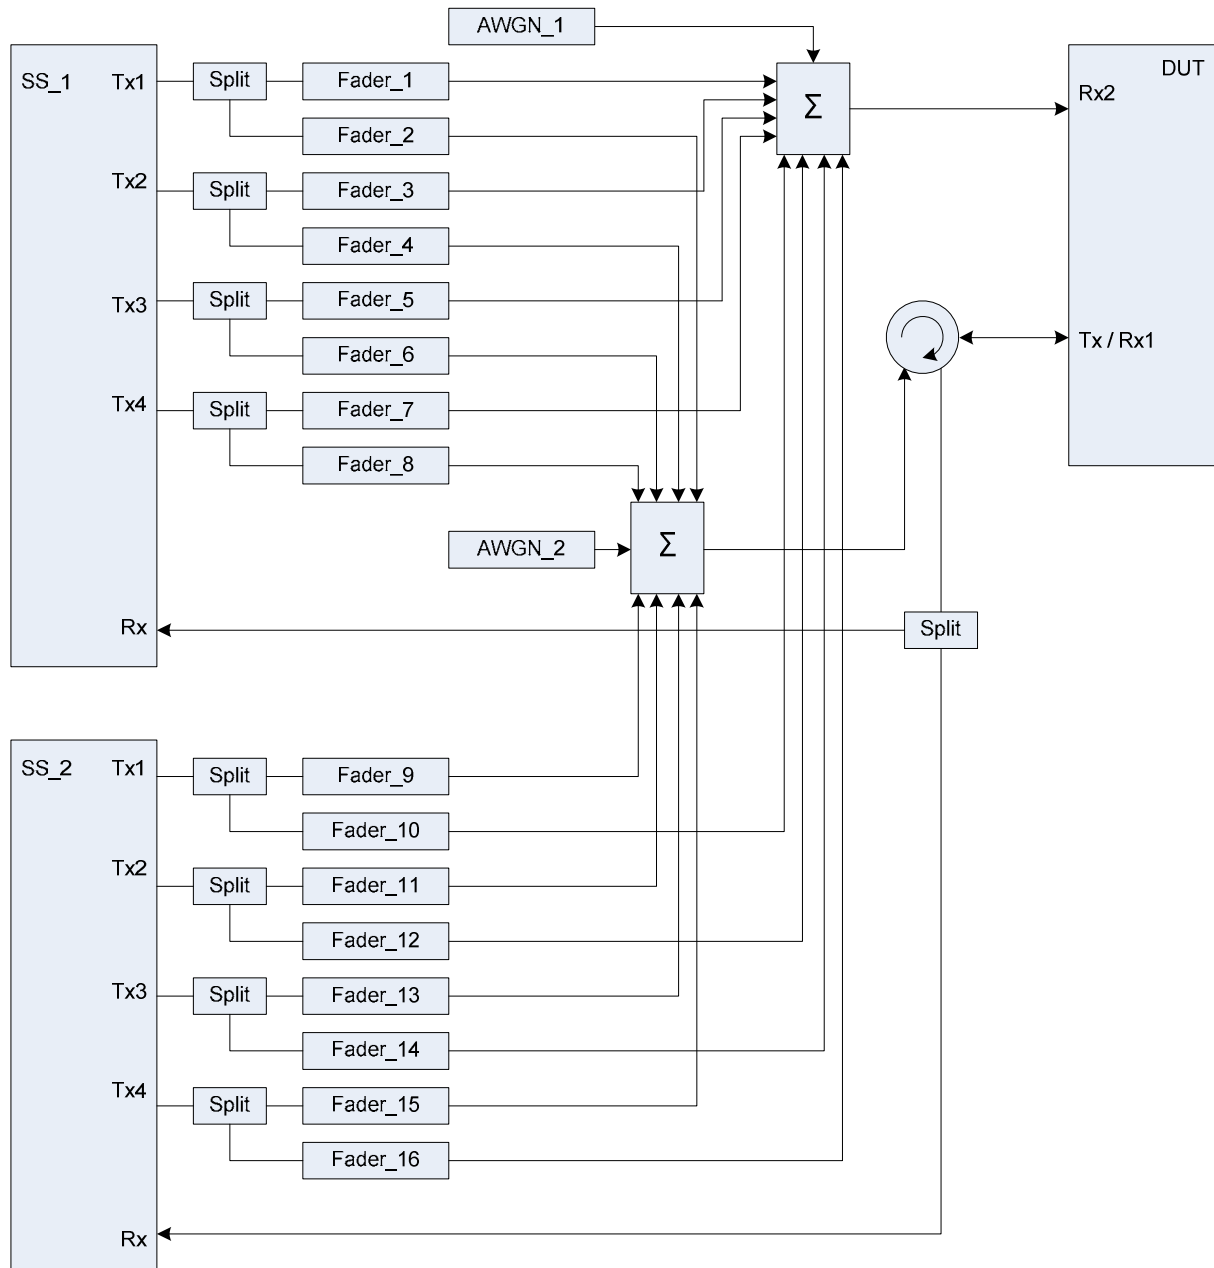 AWGN_1
SS_1
Tx1
Split
Fader_1
Σ
DUT
Rx2
Fader_2
Tx2
Split
Fader_3
Fader_4
Tx3
Split
Fader_5
Tx / Rx1
Fader_6
Tx4
Split
Fader_7
Fader_8
AWGN_2
Σ
Rx
Split
SS_2
Tx1
Split
Fader_9
Fader_10
Tx2
Split
Fader_11
Fader_12
Tx3
Split
Fader_13
Fader_14
Tx4
Split
Fader_15
Fader_16
Rx